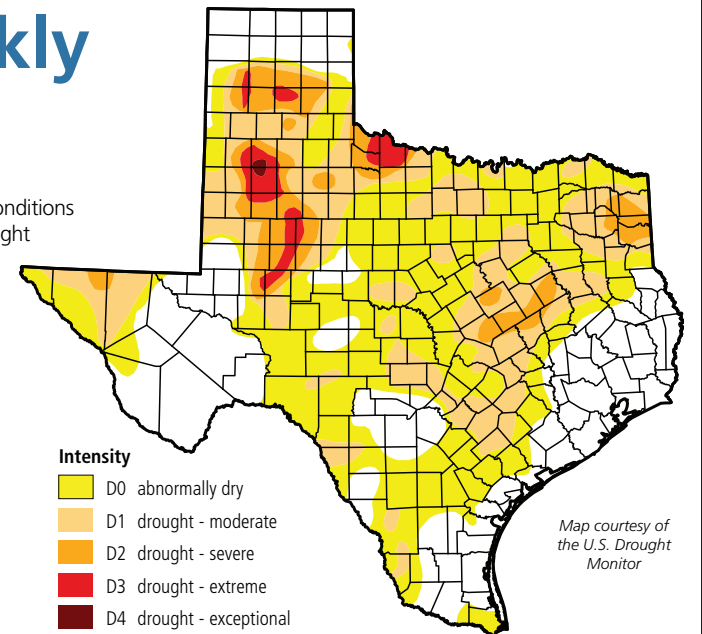 kly
onditions
ght
Intensity
D0 abnormally dry
D1 drought - moderate
D2 drought - severe
D3 drought - extreme
D4 drought - exceptional
Map courtesy of
the U.S. Drought
Monitor